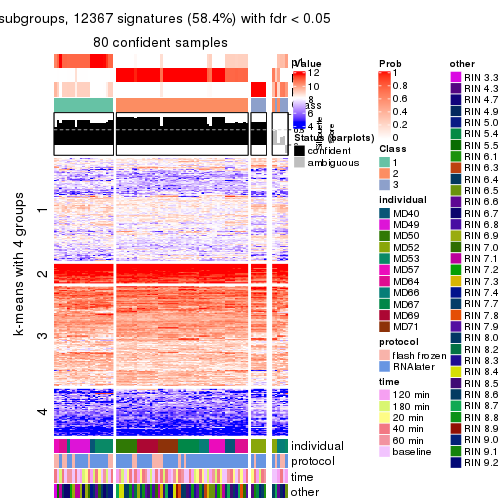 subgroups, 12367 signatures (58.4%) with fdr < 0.05
80 confident samples
k-means with 4 groups
1
2
3
4
individual
protocol
time
other
Value
12
10
8
6
4
Silhouette
score
Status (barplots)
confident
ambiguous
Class
1
2
3
Prob
1
0.8
0.6
0.4
0.2
0
Class
1
2
3
individual
MD40
MD49
MD50
MD52
MD53
MD57
MD64
MD66
MD67
MD69
MD71
protocol
flash frozen
RNAlater
time
120 min
180 min
20 min
40 min
60 min
baseline
other
RIN 3.3
RIN 4.3
RIN 4.7
RIN 4.9
RIN 5.0
RIN 5.4
RIN 5.5
RIN 6.1
RIN 6.3
RIN 6.4
RIN 6.5
RIN 6.6
RIN 6.7
RIN 6.8
RIN 6.9
RIN 7.0
RIN 7.1
RIN 7.2
RIN 7.3
RIN 7.4
RIN 7.5
RIN 7.8
RIN 7.9
RIN 8.0
RIN 8.2
RIN 8.3
RIN 8.4
RIN 8.5
RIN 8.6
RIN 8.7
RIN 8.8
RIN 8.9
RIN 9.0
RIN 9.1
RIN 9.2